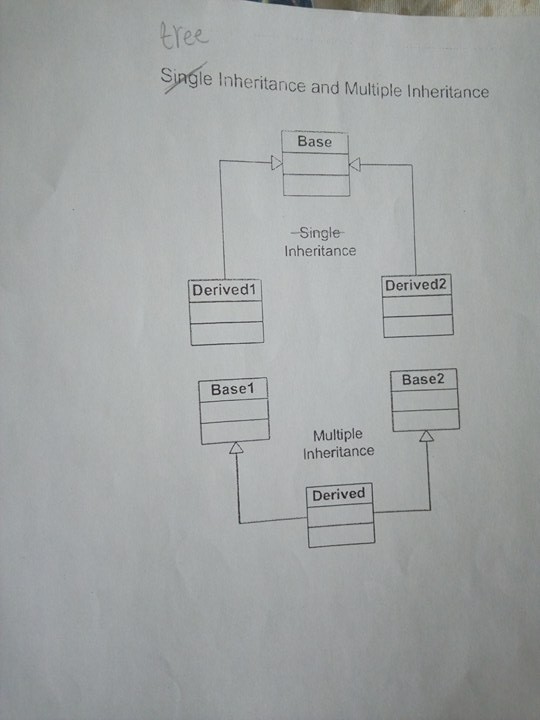 tree
Single Inheritance and Multiple Inheritance
Base
Single
Inheritance
Derived1
Derived2
Base1
Base2
Multiple
Inheritance
Derived